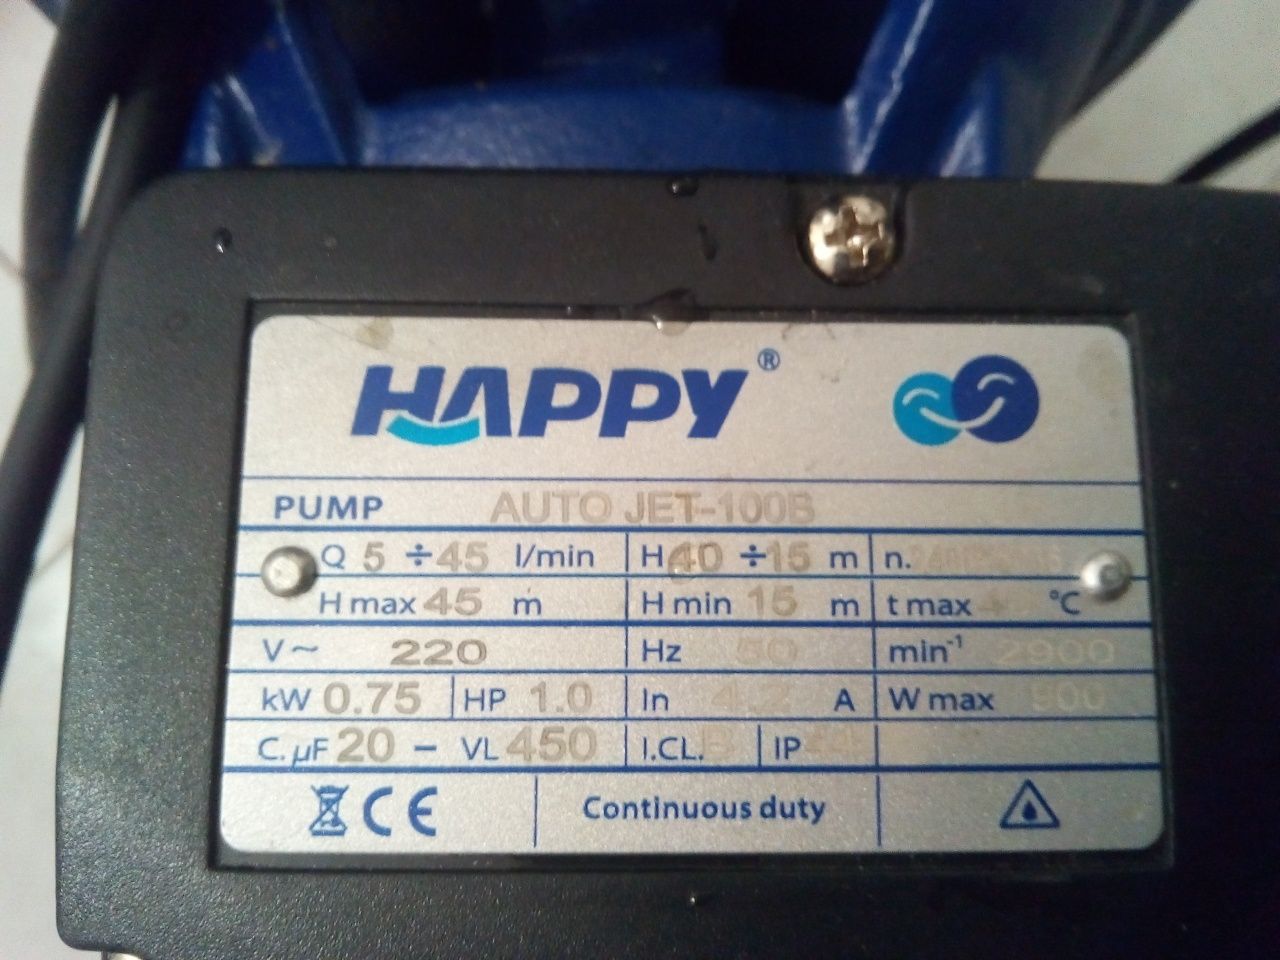 HAPPY®
PUMP AUTO JET-100B
Q 5 ÷ 45 l/min H 40 ÷ 15 m n.
H max 45 m H min 15 m t max °C
V~ 220 Hz 50 min⁻¹ 2900
kW 0.75 HP 1.0 In 4.2 A W max 900
C.µF 20 - VL 450 I.CL. B IP 44
CE Continuous duty